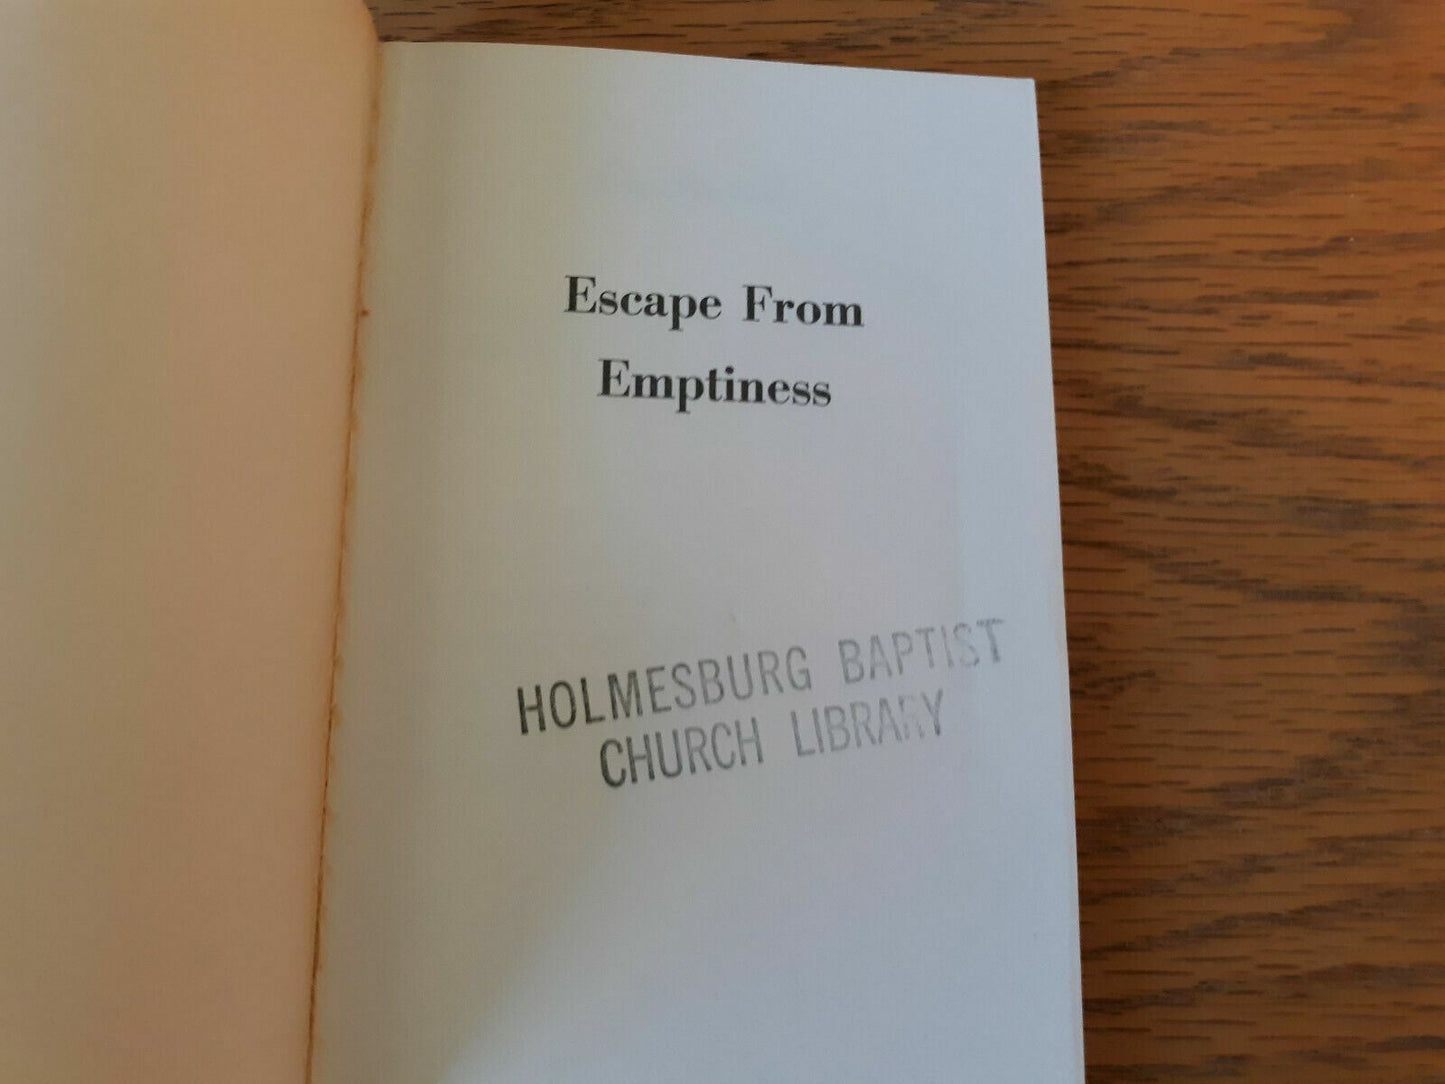 Escape From
Emptiness
HOLMESBURG BAPTIST
CHURCH LIBRARY